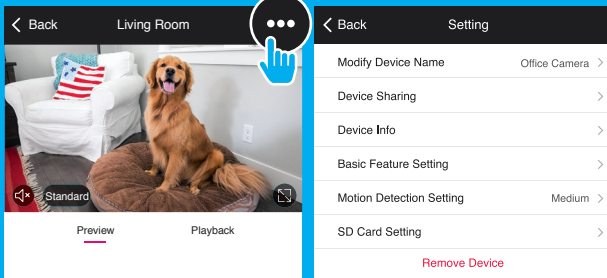 Back Living Room
Standard
Preview Playback
Back Setting
Modify Device Name Office Camera
Device Sharing
Device Info
Basic Feature Setting
Motion Detection Setting Medium
SD Card Setting
Remove Device